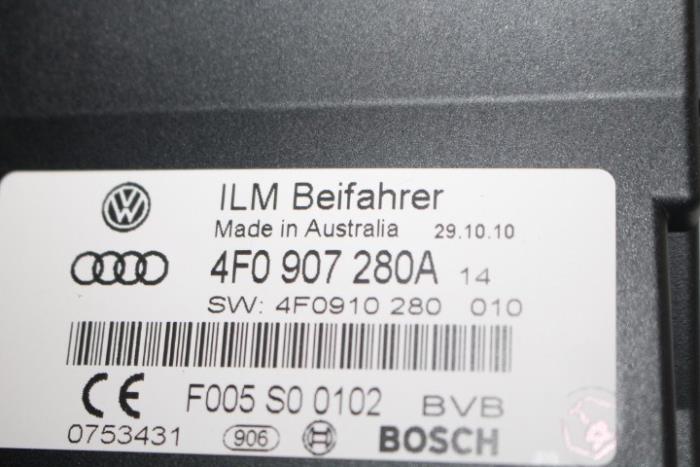 ILM Beifahrer
Made in Australia 29.10.10
4F0 907 280A 14
SW: 4F0910 280 010
CE F005 S0 0102 BVB
0753431 906 BOSCH